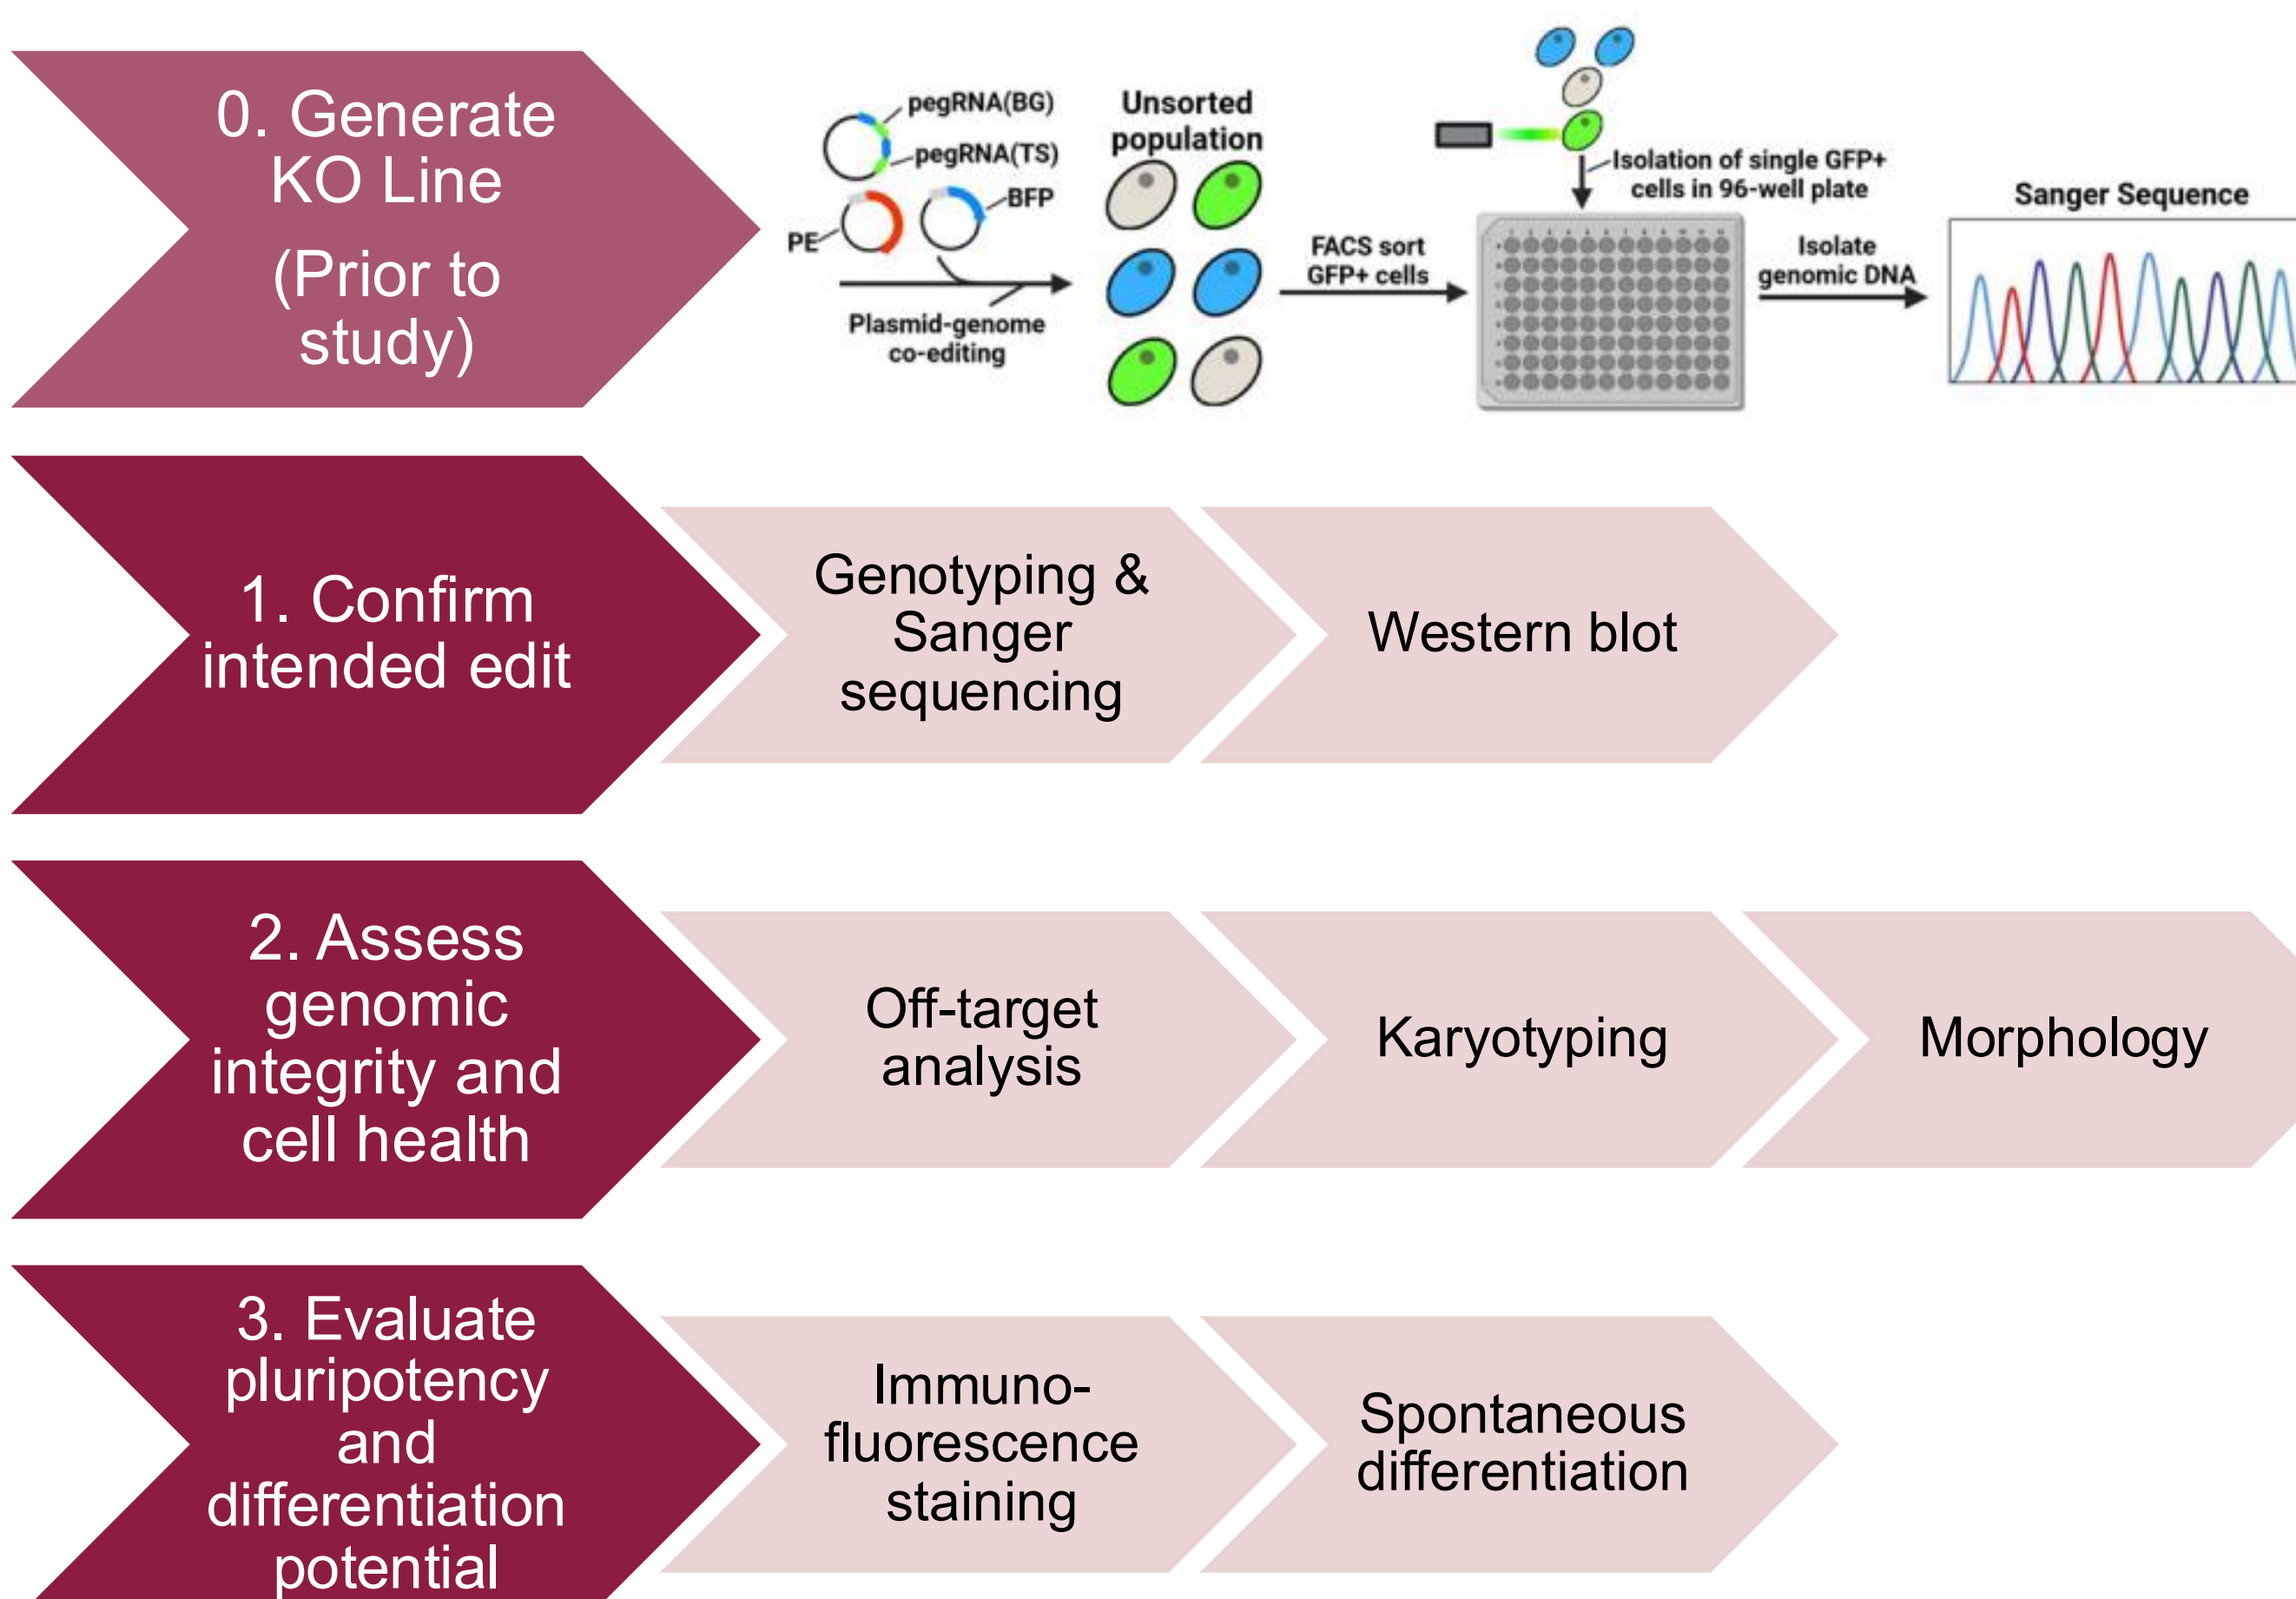 0. Generate
KO Line
(Prior to
study)
pegRNA(BG)
pegRNA(TS)
PE
BFP
Plasmid-genome
co-editing
Unsorted
population
FACS sort
GFP+ cells
Isolation of single GFP+
cells in 96-well plate
Isolate
genomic DNA
Sanger Sequence
1. Confirm
intended edit
Genotyping &
Sanger
sequencing
Western blot
2. Assess
genomic
integrity and
cell health
Off-target
analysis
Karyotyping
Morphology
3. Evaluate
pluripotency
and
differentiation
potential
Immuno-
fluorescence
staining
Spontaneous
differentiation